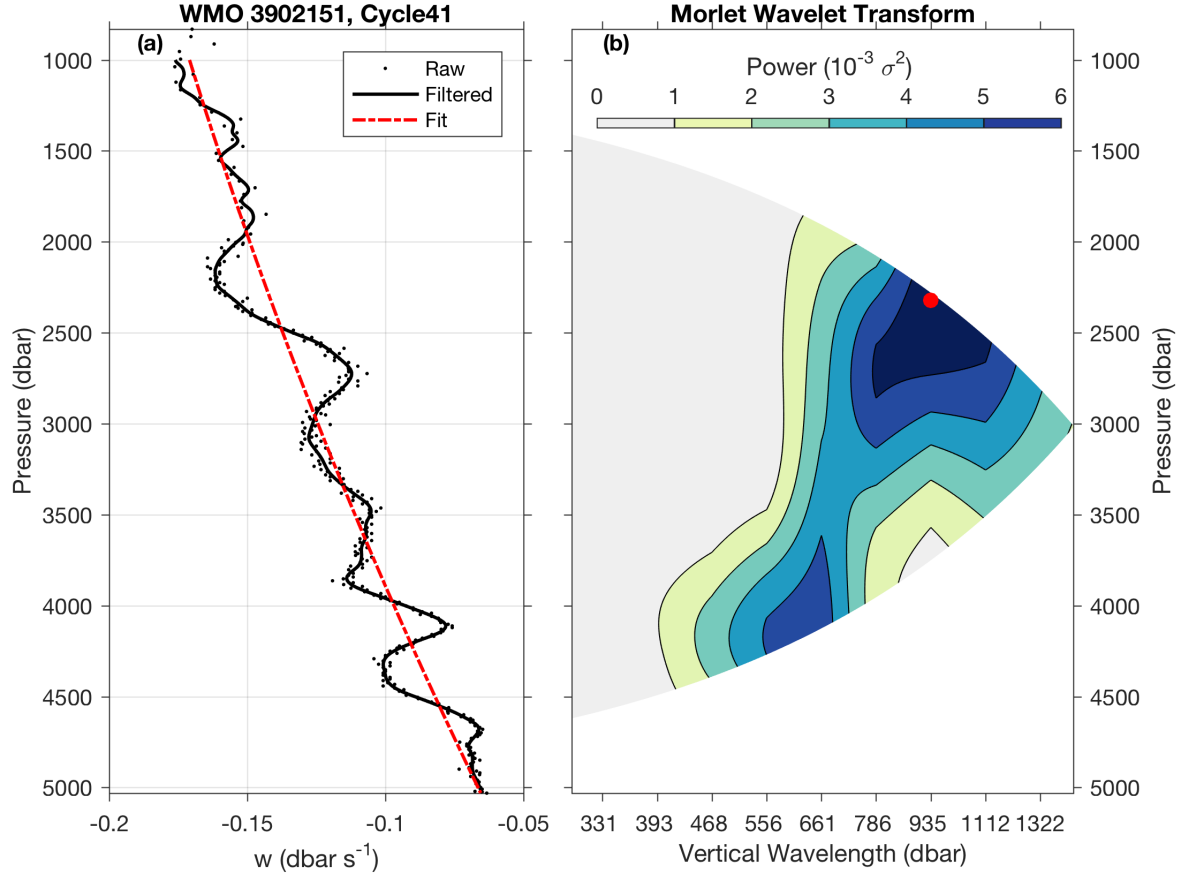 WMO 3902151, Cycle41
(a)
Raw
Filtered
Fit
1000
1500
2000
2500
3000
3500
4000
4500
5000
Pressure (dbar)
-0.2 -0.15 -0.1 -0.05
w (dbar s⁻¹)
Morlet Wavelet Transform
(b)
Power (10⁻³ σ²)
0 1 2 3 4 5 6
1000
1500
2000
2500
3000
3500
4000
4500
5000
Pressure (dbar)
331 393 468 556 661 786 935 1112 1322
Vertical Wavelength (dbar)